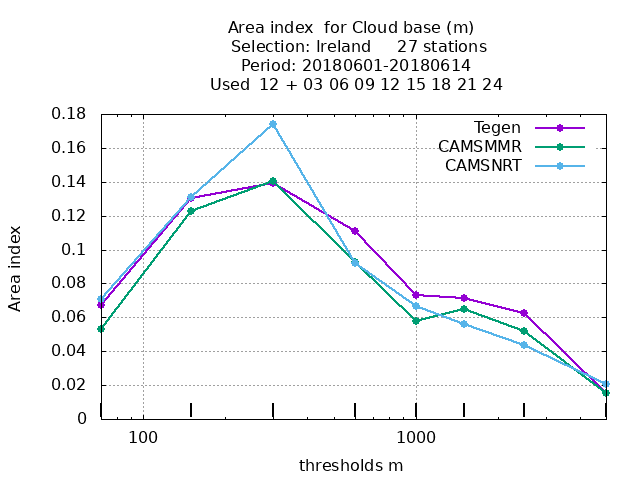 Area index  for Cloud base (m)
Selection: Ireland     27 stations
Period: 20180601-20180614
Used  12 + 03 06 09 12 15 18 21 24
Tegen
CAMSMMR
CAMSNRT
Area index
0.18
0.16
0.14
0.12
0.1
0.08
0.06
0.04
0.02
0
100
1000
thresholds m